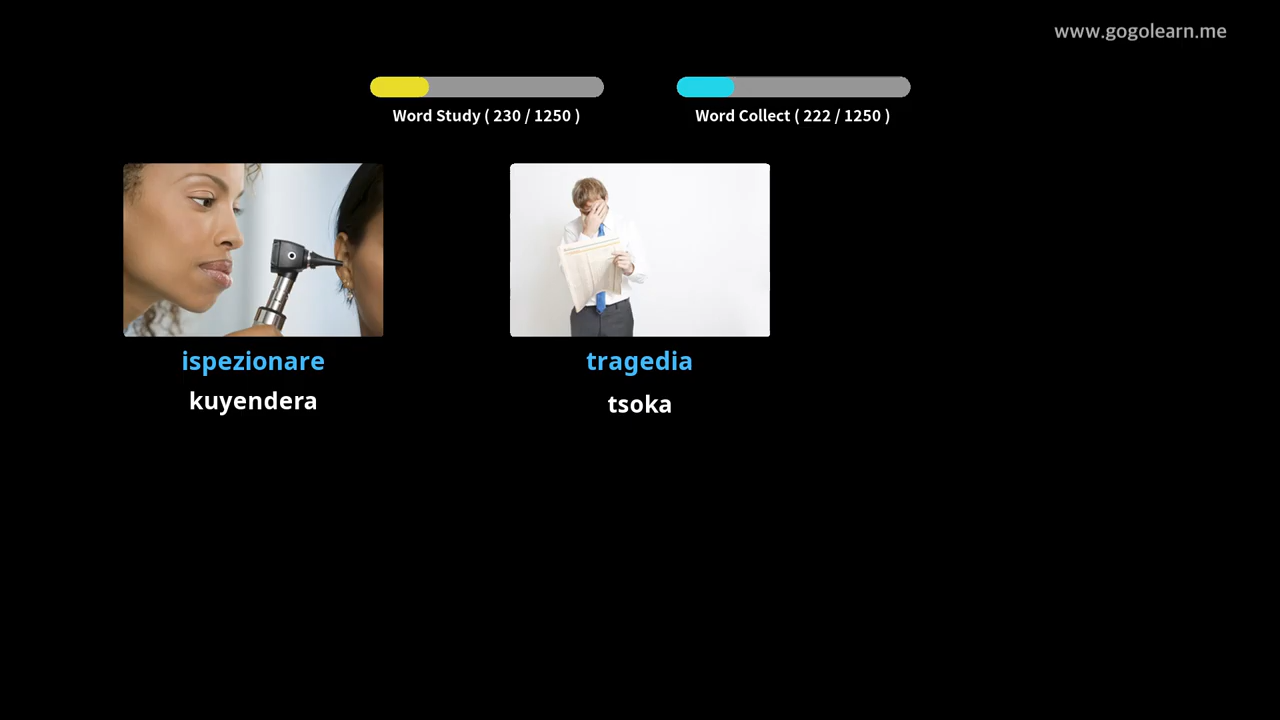 www.gogolearn.me
Word Study ( 230 / 1250 )
Word Collect ( 222 / 1250 )
ispezionare
tragedia
kuyendera
tsoka